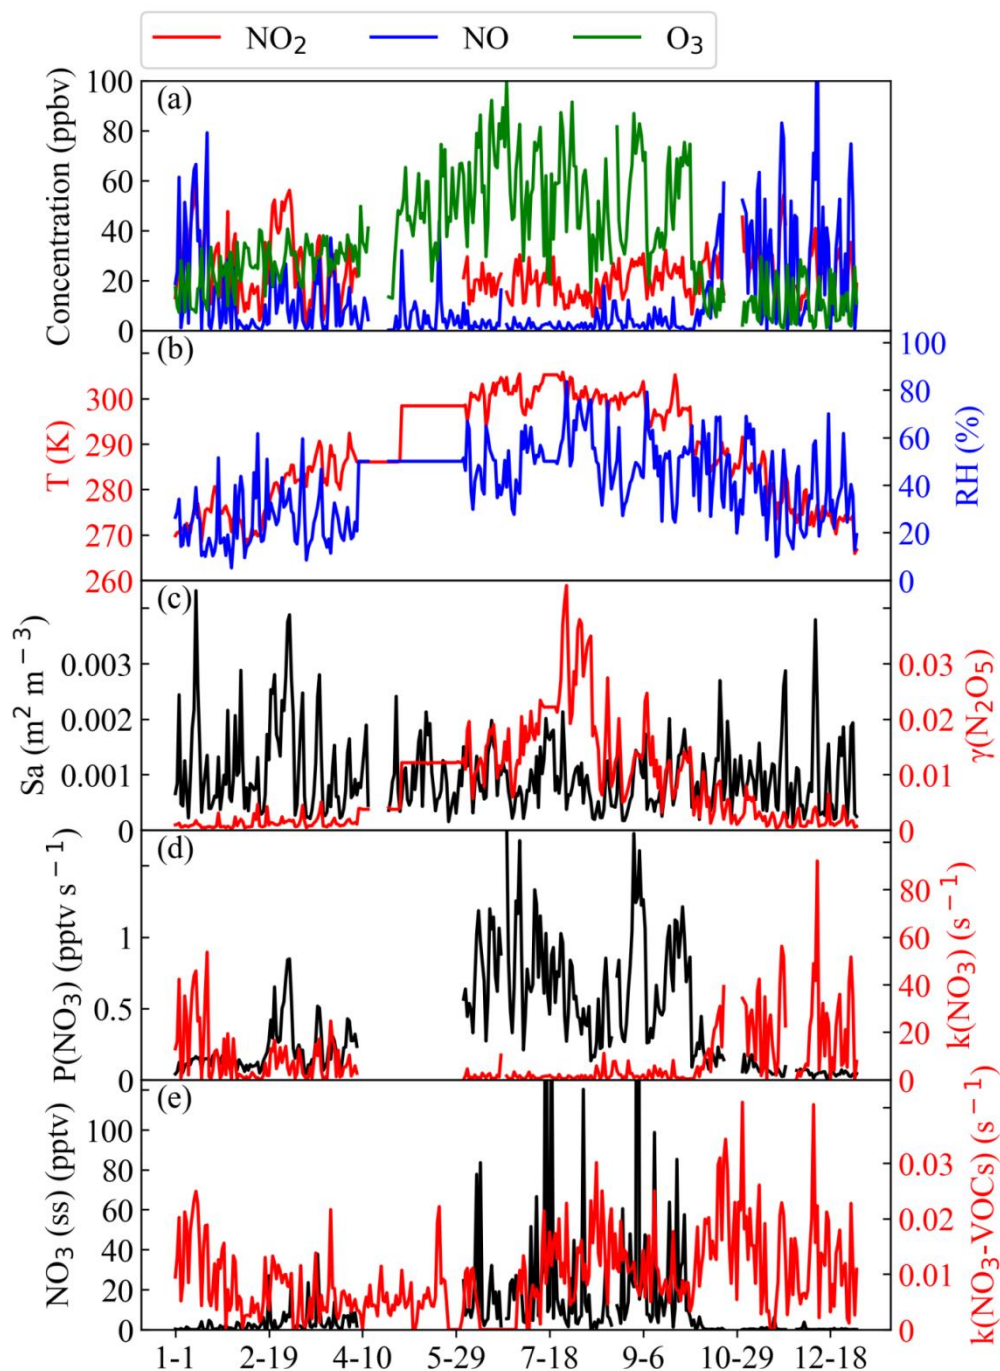 NO₂ NO O₃
(a)
Concentration (ppbv)
100
80
60
40
20
0
(b)
T (K)
300
290
280
270
260
RH (%)
100
80
60
40
20
0
(c)
Sa (m² m⁻³)
0.003
0.002
0.001
0
γ(N₂O₅)
0.03
0.02
0.01
0
(d)
P(NO₃) (pptv s⁻¹)
1
0.5
0
k(NO₃) (s⁻¹)
80
60
40
20
0
(e)
NO₃ (ss) (pptv)
100
80
60
40
20
0
k(NO₃-VOCs) (s⁻¹)
0.03
0.02
0.01
0.00
1-1 2-19 4-10 5-29 7-18 9-6 10-29 12-18